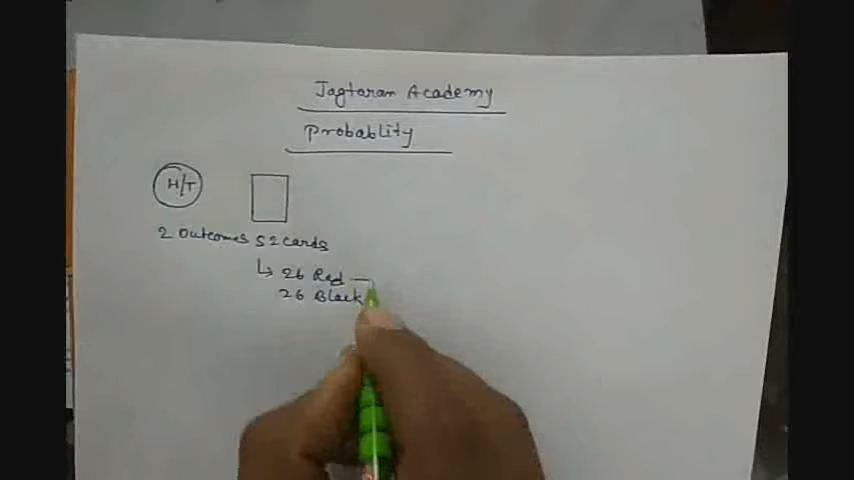 Jagtaran Academy
Probablity
H/T
2 Outcomes 52 cards
↳ 26 Red —
26 Black